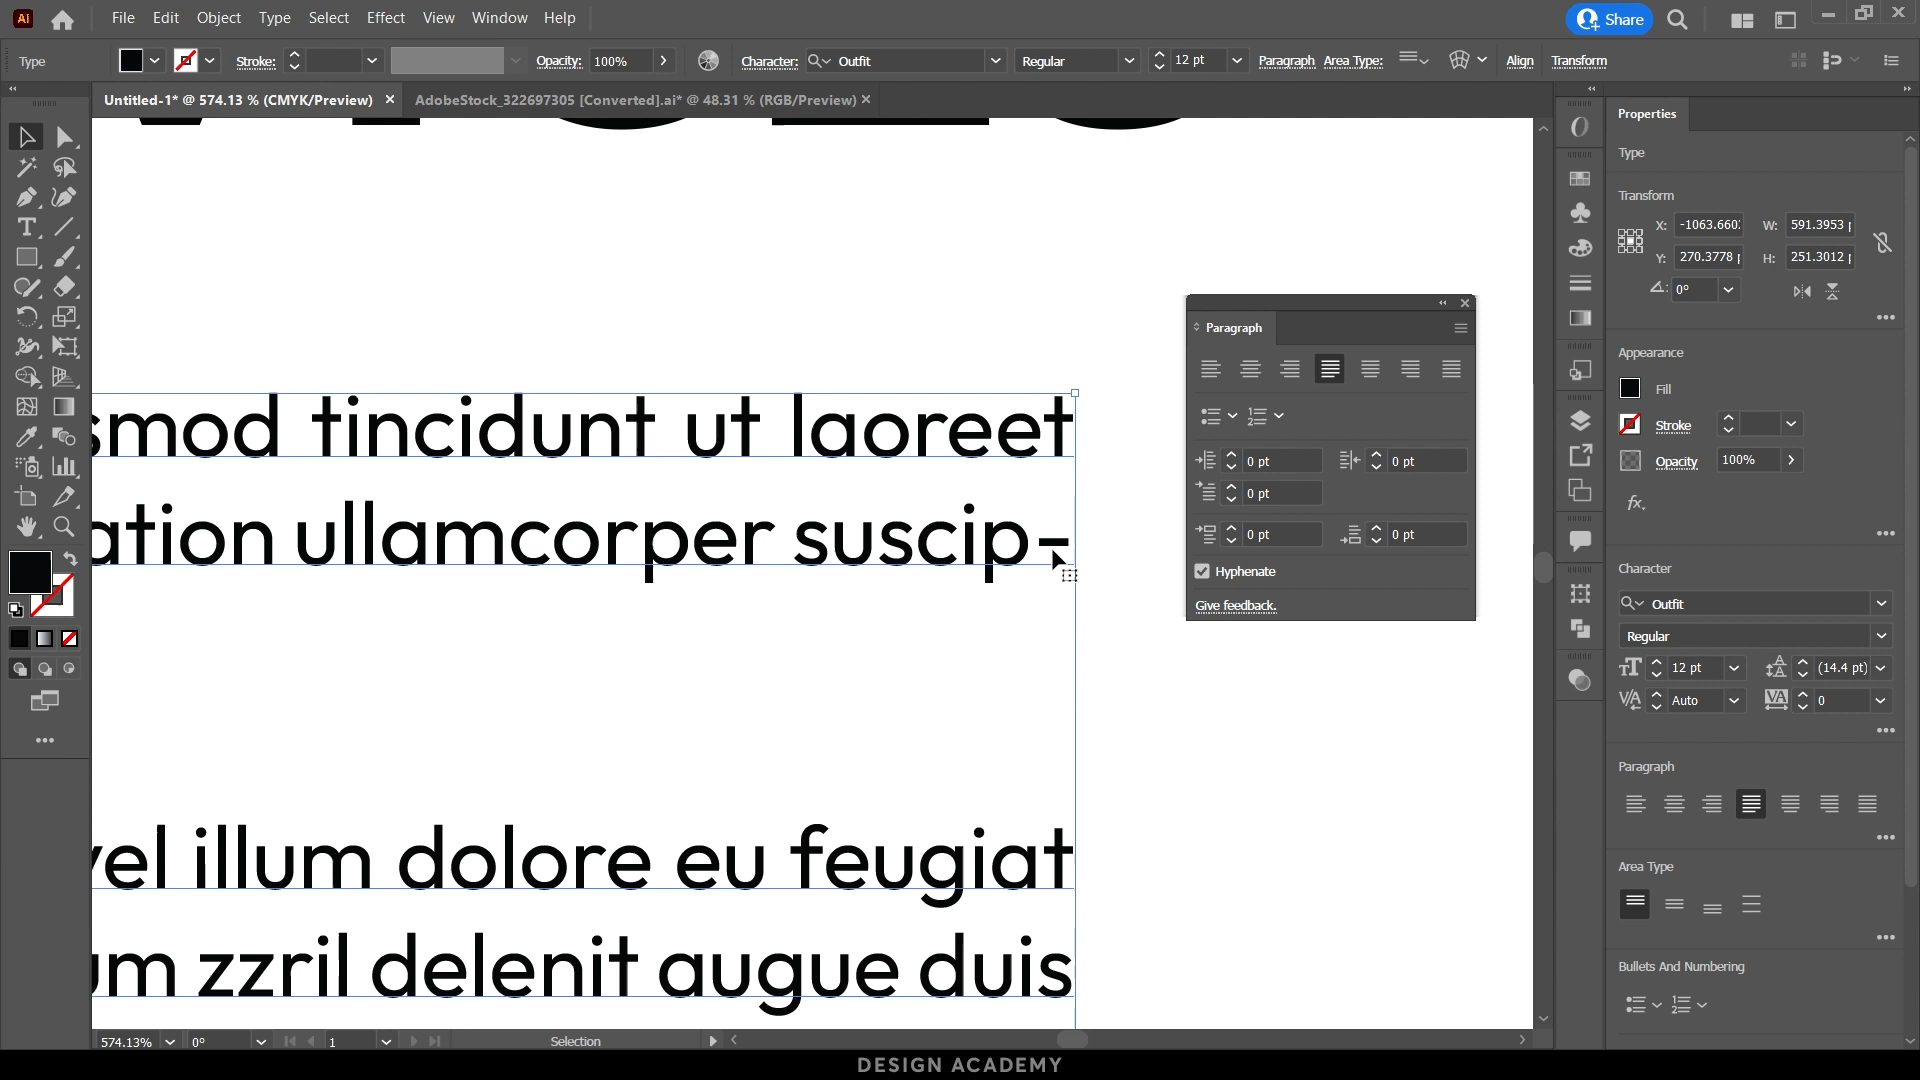 Ai File Edit Object Type Select Effect View Window Help Share
Type Stroke: Opacity: 100% Character: Outfit Regular 12 pt Paragraph Area Type: Align Transform
Untitled-1* @ 574.13 % (CMYK/Preview) AdobeStock_322697305 [Converted].ai* @ 48.31 % (RGB/Preview)
smod tincidunt ut laoreet
ation ullamcorper suscip-
vel illum dolore eu feugiat
um zzril delenit augue duis
Paragraph
0 pt 0 pt
0 pt
0 pt 0 pt
Hyphenate
Give feedback.
Properties
Type
Transform
X: -1063.660 W: 591.3953
Y: 270.3778 H: 251.3012
0°
Appearance
Fill
Stroke
Opacity 100%
fx.
Character
Outfit
Regular
12 pt (14.4 pt)
Auto 0
Paragraph
Area Type
Bullets And Numbering
574.13% 0° 1 Selection
DESIGN ACADEMY